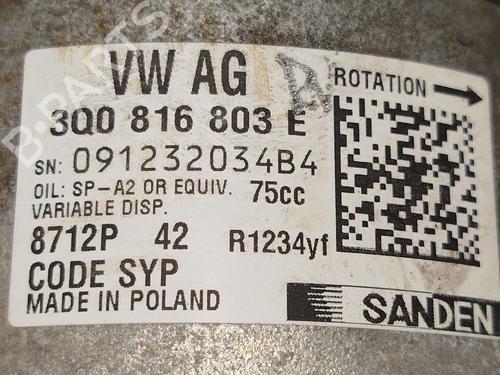 VW AG
ROTATION
3Q0 816 803 E
SN: 091232034B4
OIL: SP-A2 OR EQUIV. 75cc
VARIABLE DISP.
8712P 42 R1234yf
CODE SYP
MADE IN POLAND
SANDEN
B-PARTS